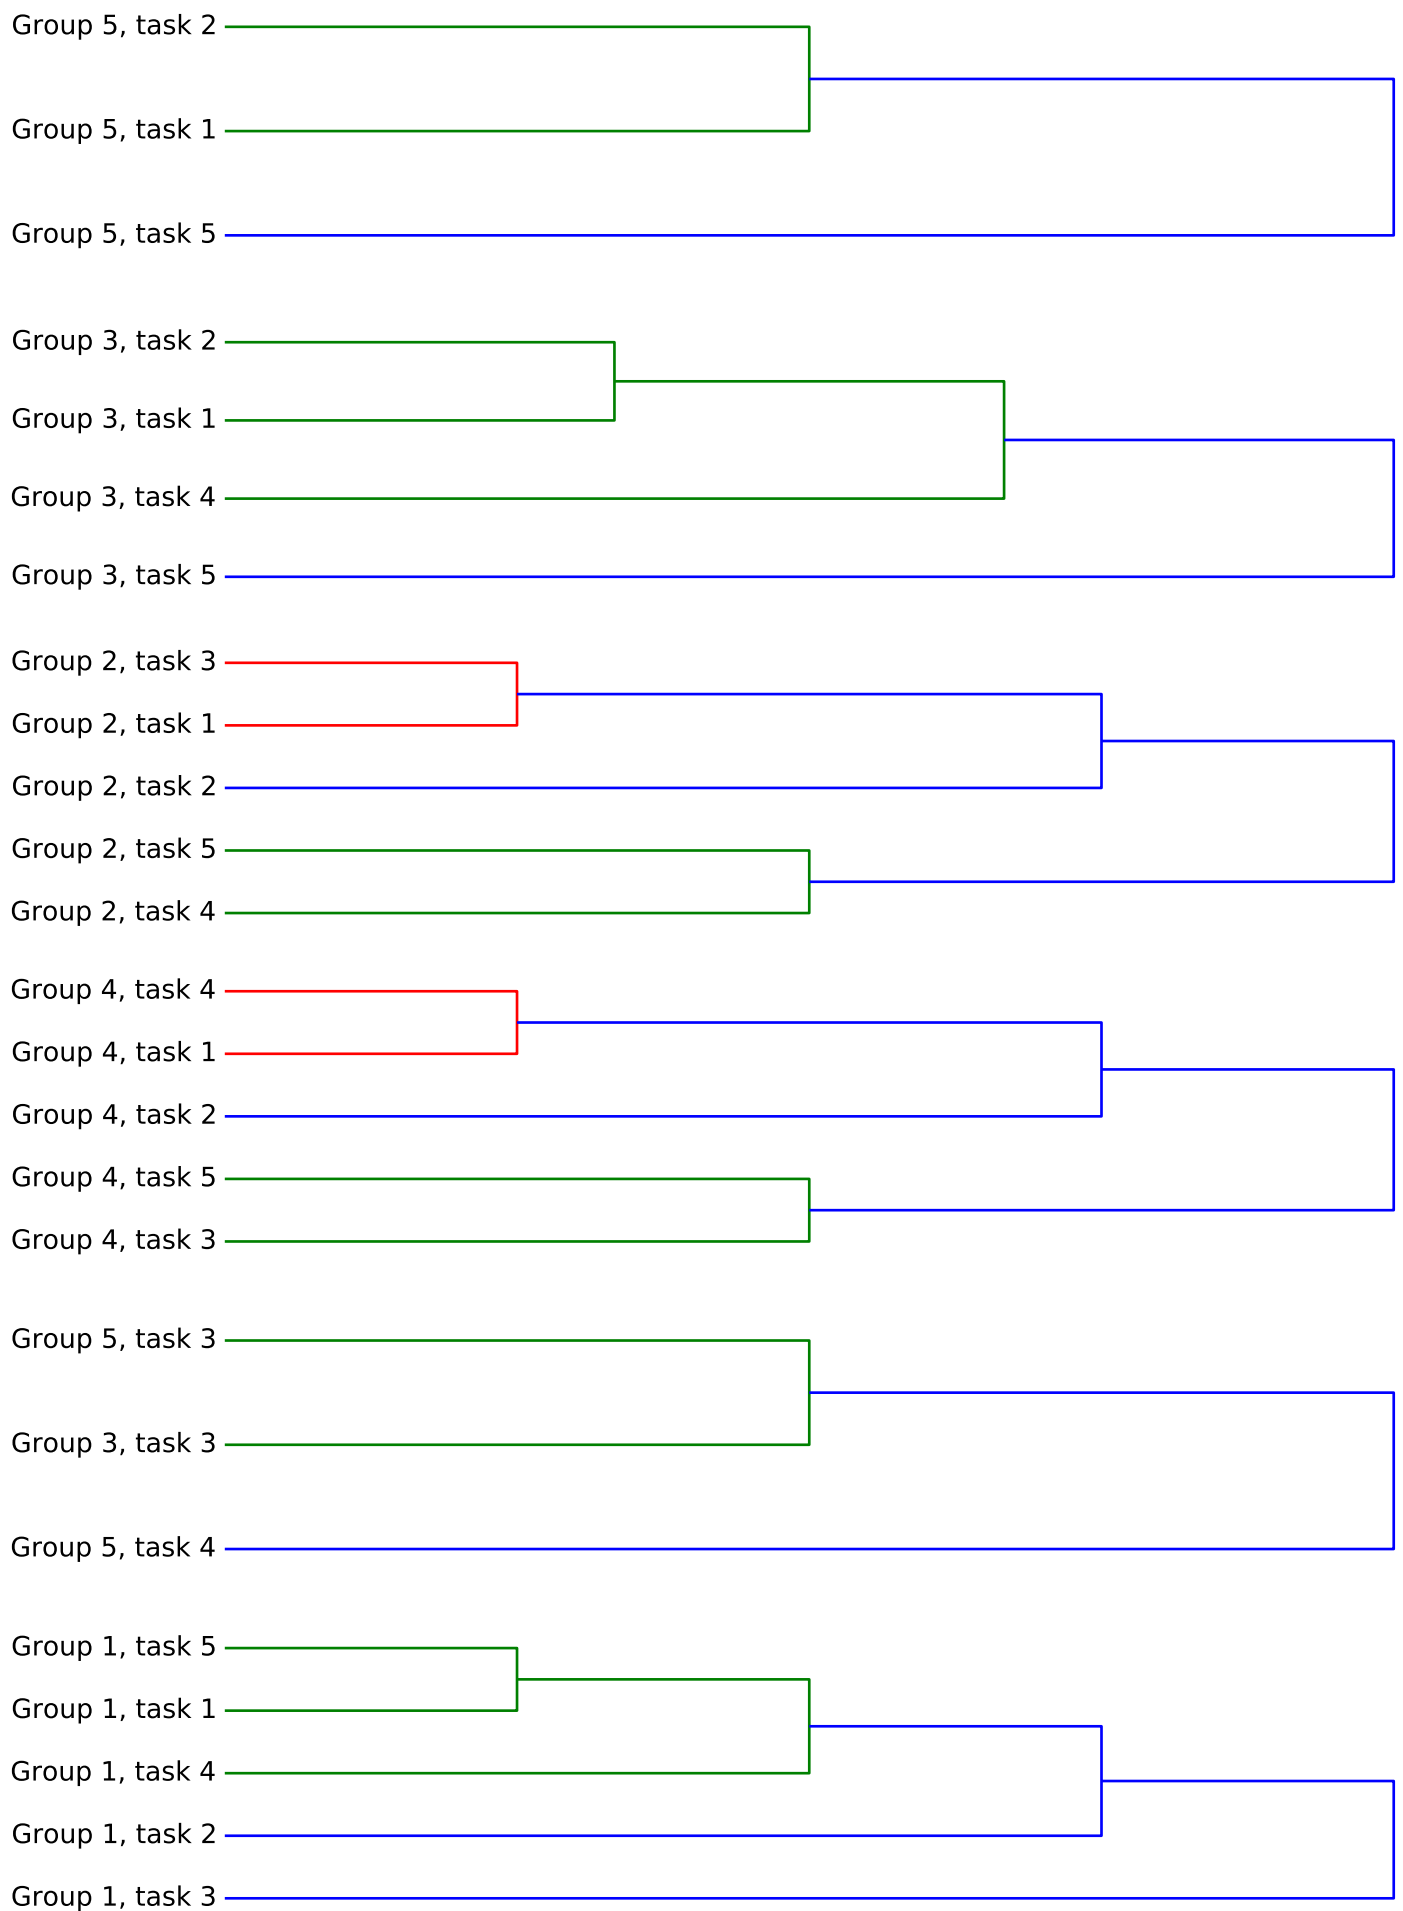 Group 5, task 2
Group 5, task 1
Group 5, task 5
Group 3, task 2
Group 3, task 1
Group 3, task 4
Group 3, task 5
Group 2, task 3
Group 2, task 1
Group 2, task 2
Group 2, task 5
Group 2, task 4
Group 4, task 4
Group 4, task 1
Group 4, task 2
Group 4, task 5
Group 4, task 3
Group 5, task 3
Group 3, task 3
Group 5, task 4
Group 1, task 5
Group 1, task 1
Group 1, task 4
Group 1, task 2
Group 1, task 3